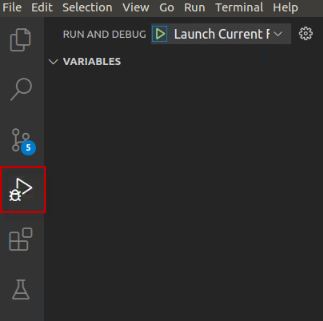 File Edit Selection View Go Run Terminal Help
RUN AND DEBUG Launch Current F
VARIABLES
5